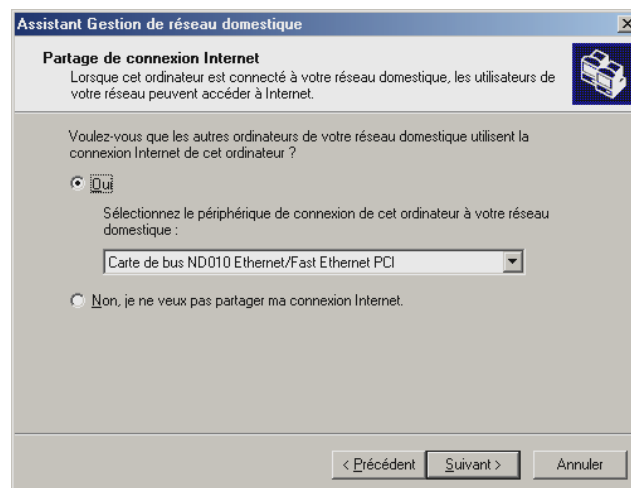 Assistant Gestion de réseau domestique
Partage de connexion Internet
Lorsque cet ordinateur est connecté à votre réseau domestique, les utilisateurs de
votre réseau peuvent accéder à Internet.
Voulez-vous que les autres ordinateurs de votre réseau domestique utilisent la
connexion Internet de cet ordinateur ?
Oui
Sélectionnez le périphérique de connexion de cet ordinateur à votre réseau
domestique :
Carte de bus ND010 Ethernet/Fast Ethernet PCI
Non, je ne veux pas partager ma connexion Internet.
< Précédent Suivant > Annuler